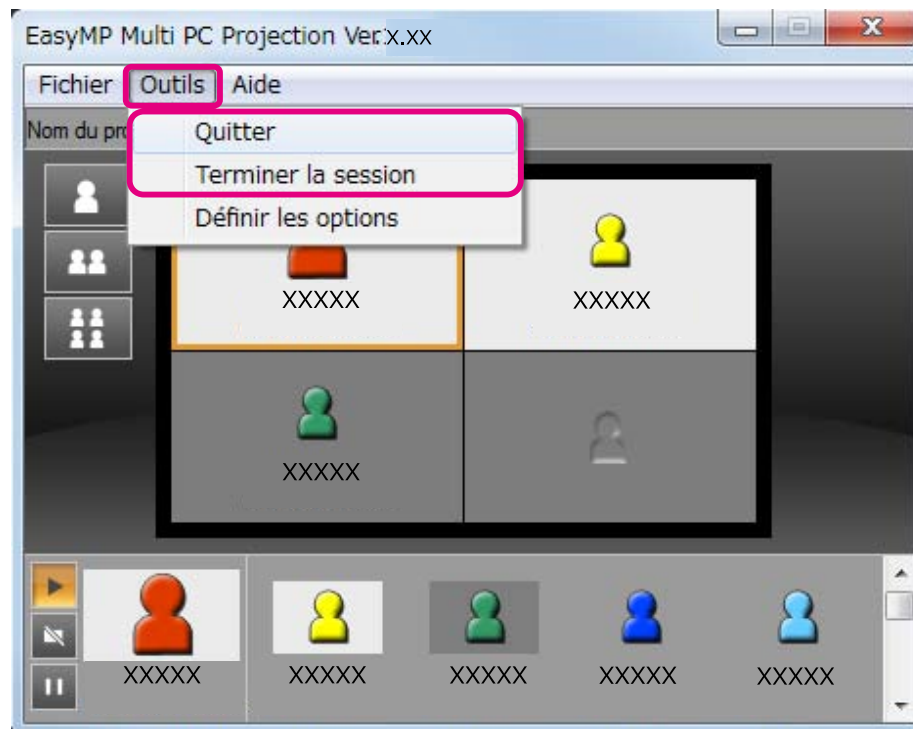 EasyMP Multi PC Projection Ver.x.xx
Fichier Outils Aide
Nom du pro
Quitter
Terminer la session
Définir les options
XXXXX XXXXX
XXXXX
XXXXX XXXXX XXXXX XXXXX XXXXX